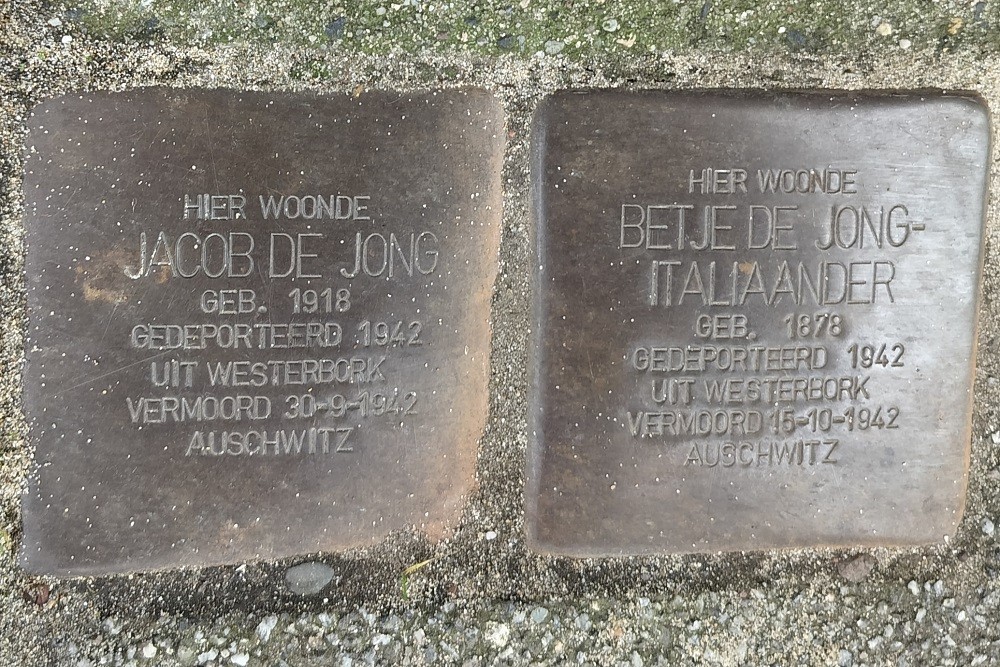 HIER WOONDE
JACOB DE JONG
GEB. 1918
GEDEPORTEERD 1942
UIT WESTERBORK
VERMOORD 30-9-1942
AUSCHWITZ
HIER WOONDE
BETJE DE JONG-
ITALIAANDER
GEB. 1878
GEDEPORTEERD 1942
UIT WESTERBORK
VERMOORD 15-10-1942
AUSCHWITZ